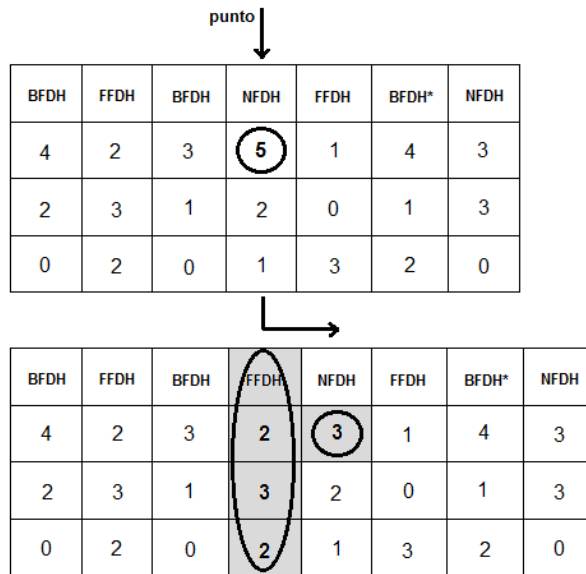 punto
BFDH FFDH BFDH NFDH FFDH BFDH* NFDH
4 2 3 5 1 4 3
2 3 1 2 0 1 3
0 2 0 1 3 2 0
BFDH FFDH BFDH FFDH NFDH FFDH BFDH* NFDH
4 2 3 2 3 1 4 3
2 3 1 3 2 0 1 3
0 2 0 2 1 3 2 0